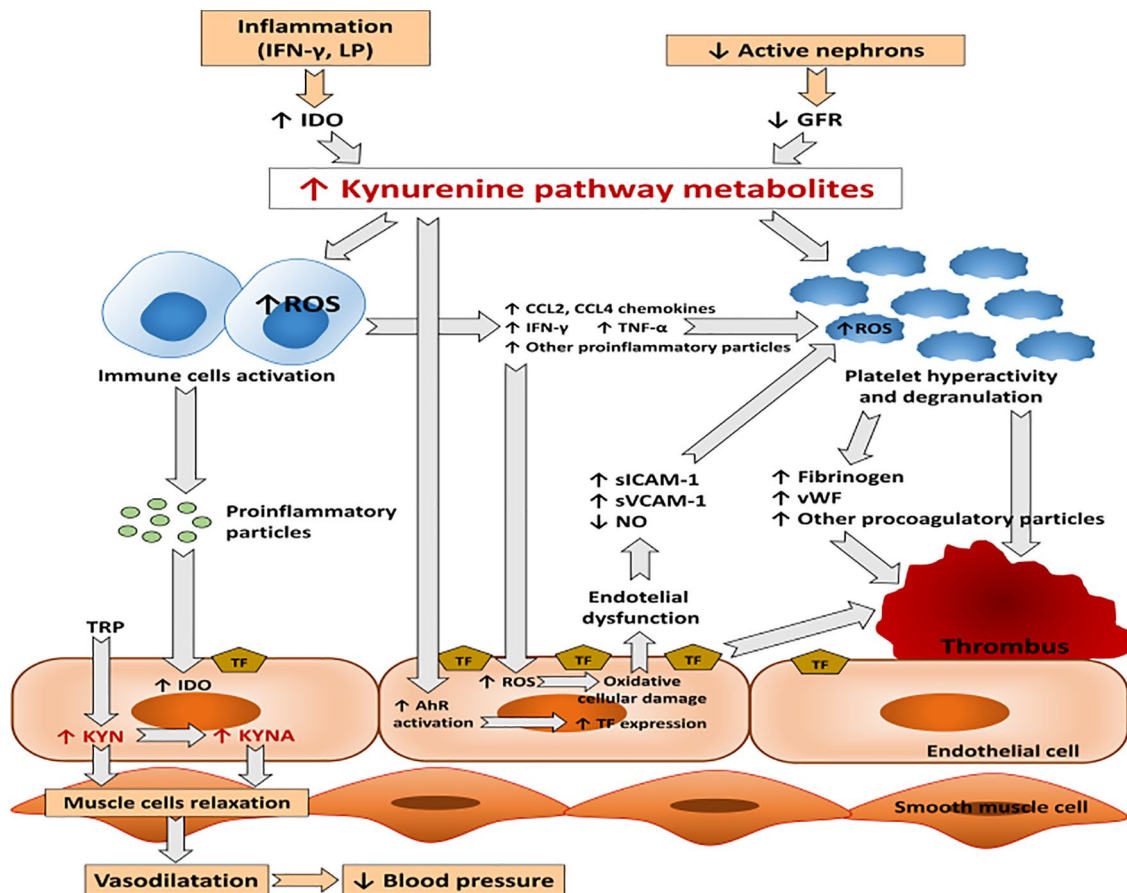 Inflammation
(IFN-γ, LP)
↓ Active nephrons
↑ IDO
↓ GFR
↑ Kynurenine pathway metabolites
↑ ROS
Immune cells activation
↑ CCL2, CCL4 chemokines
↑ IFN-γ ↑ TNF-α
↑ Other proinflammatory particles
↑ ROS
Platelet hyperactivity
and degranulation
Proinflammatory
particles
↑ sICAM-1
↑ sVCAM-1
↓ NO
↑ Fibrinogen
↑ vWF
↑ Other procoagulatory particles
Endotelial
dysfunction
Thrombus
TRP
TF
TF
TF
TF
TF
↑ IDO
↑ KYN
↑ KYNA
↑ ROS
Oxidative
cellular damage
↑ AhR
activation
↑ TF expression
Endothelial cell
Muscle cells relaxation
Smooth muscle cell
Vasodilatation
↓ Blood pressure